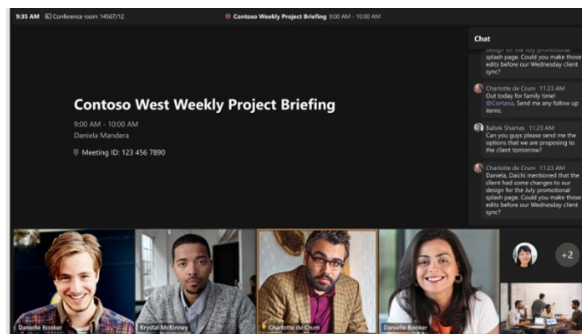 9:35 AM Conference room 14567/12
Contoso Weekly Project Briefing 9:00 AM - 10:00 AM
Contoso West Weekly Project Briefing
9:00 AM - 10:00 AM
Daniela Mandera
Meeting ID: 123 456 7890
Chat
design for the July promotional
splash page. Could you make those
edits before our Wednesday client
sync?
Charlotte de Crum 11:23 AM
Out today for family time!
@Cortana, Send me any follow up
items.
Babek Shamas 11:23 AM
Can you guys please send me the
options that we are proposing to
the client tomorrow?
Charlotte de Crum 11:23 AM
Daniela, Daichi mentioned that the
client had some changes to our
design for the July promotional
splash page. Could you make those
edits before our Wednesday client
sync?
Danielle Booker
Krystal McKinney
Charlotte de Crum
Danielle Booker
+2